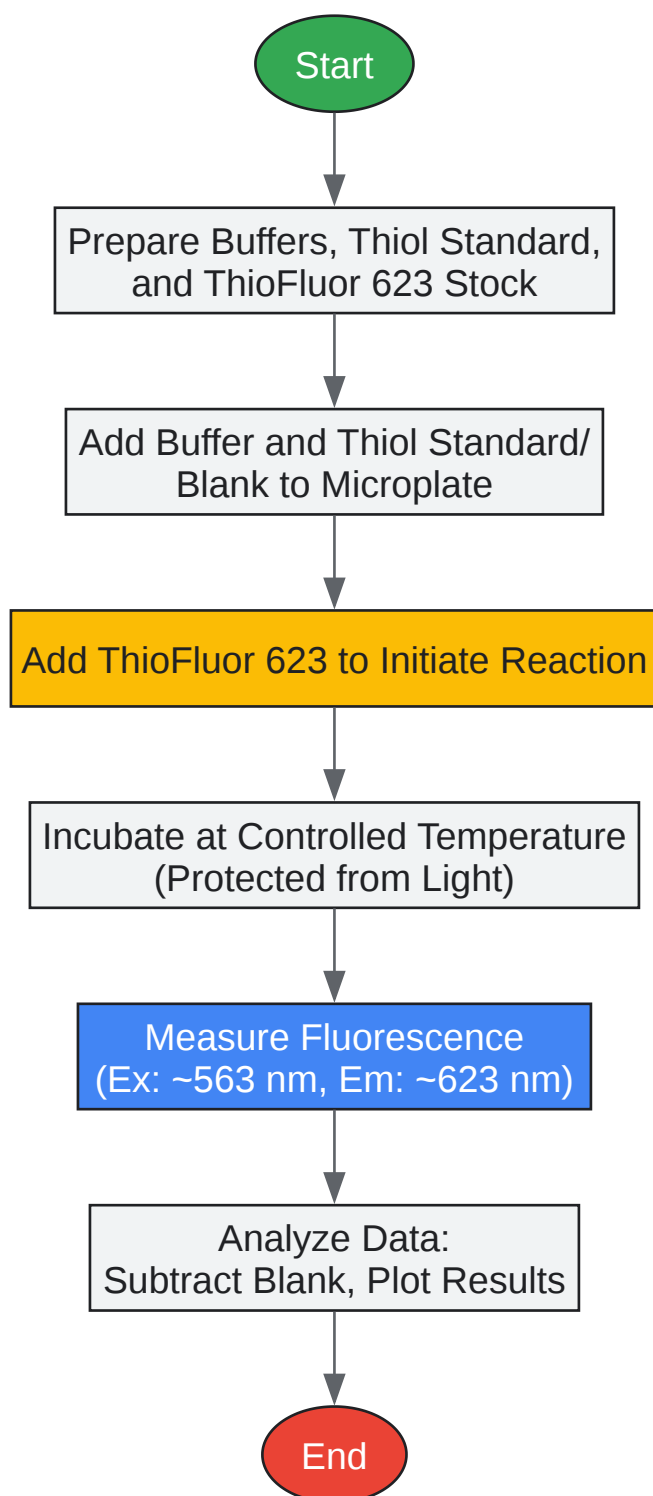 Start
Prepare Buffers, Thiol Standard,
and ThioFluor 623 Stock
Add Buffer and Thiol Standard/
Blank to Microplate
Add ThioFluor 623 to Initiate Reaction
Incubate at Controlled Temperature
(Protected from Light)
Measure Fluorescence
(Ex: ~563 nm, Em: ~623 nm)
Analyze Data:
Subtract Blank, Plot Results
End